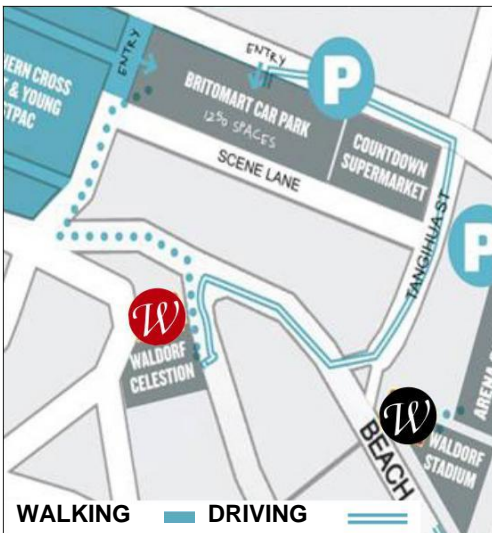 HERN CROSS
& YOUNG
STPAC
ENTRY
ENTRY
P
BRITOMART CAR PARK
1250 SPACES
COUNTDOWN
SUPERMARKET
SCENE LANE
TANGIHUA ST
P
W
WALDORF
CELESTION
ARENA
W
WALDORF
STADIUM
BEACH
WALKING
DRIVING